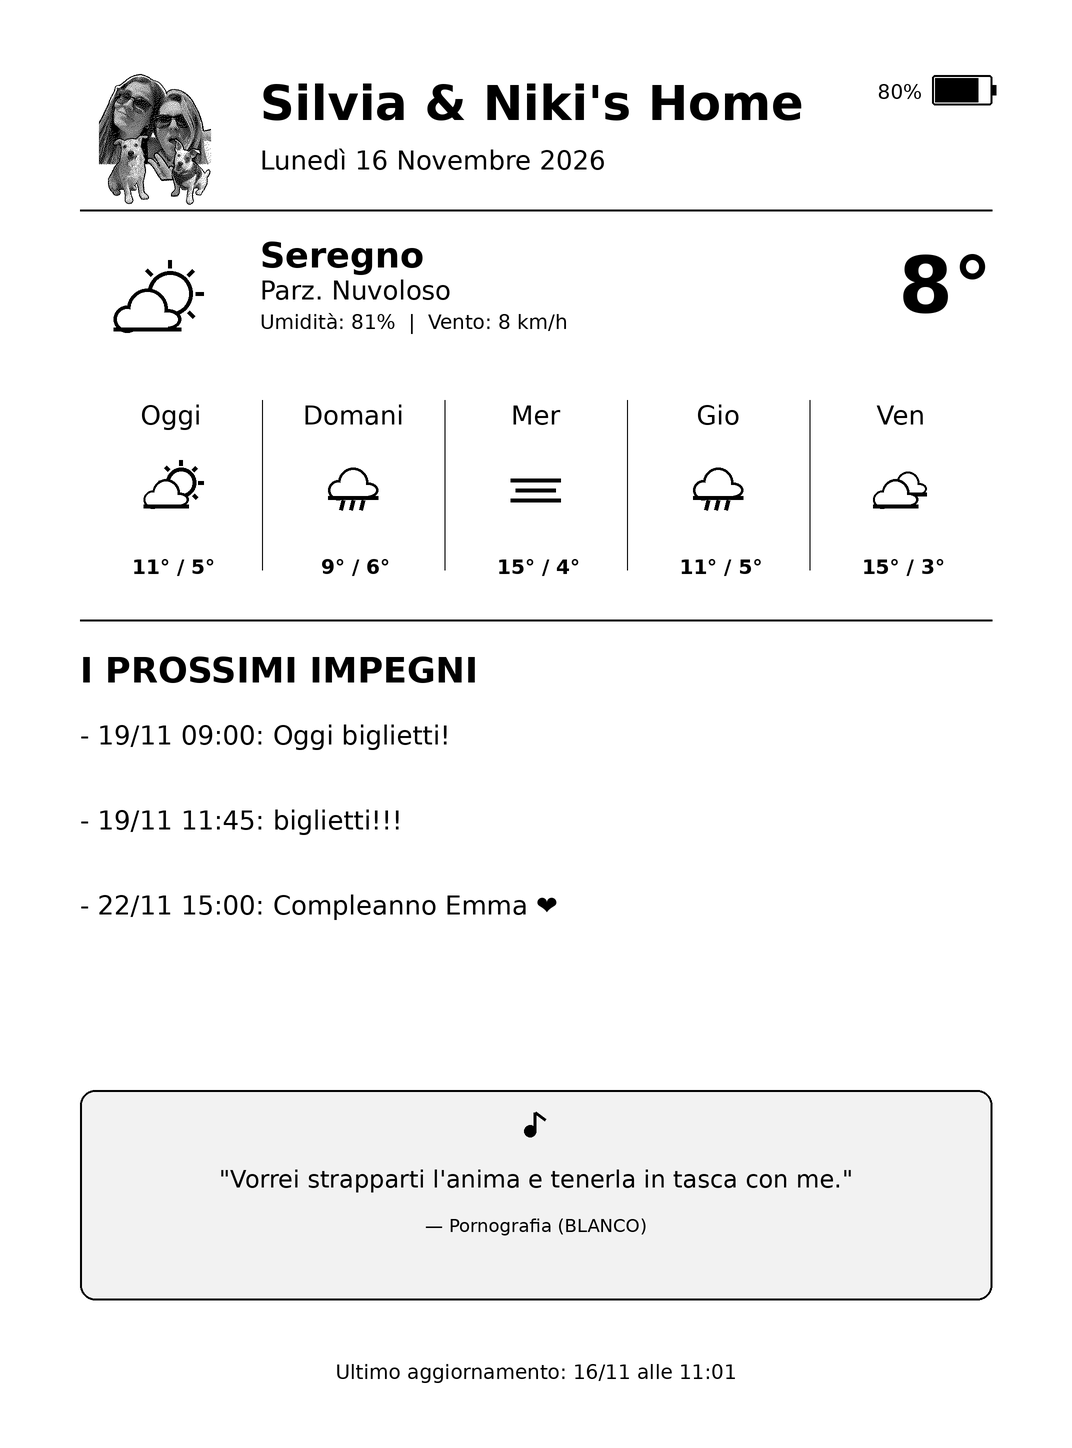 Silvia & Niki's Home
80%
Lunedì 16 Novembre 2026
Seregno
Parz. Nuvoloso
Umidità: 81% | Vento: 8 km/h
8°
Oggi Domani Mer Gio Ven
11° / 5° 9° / 6° 15° / 4° 11° / 5° 15° / 3°
I PROSSIMI IMPEGNI
- 19/11 09:00: Oggi biglietti!
- 19/11 11:45: biglietti!!!
- 22/11 15:00: Compleanno Emma ❤
"Vorrei strapparti l'anima e tenerla in tasca con me."
— Pornografia (BLANCO)
Ultimo aggiornamento: 16/11 alle 11:01